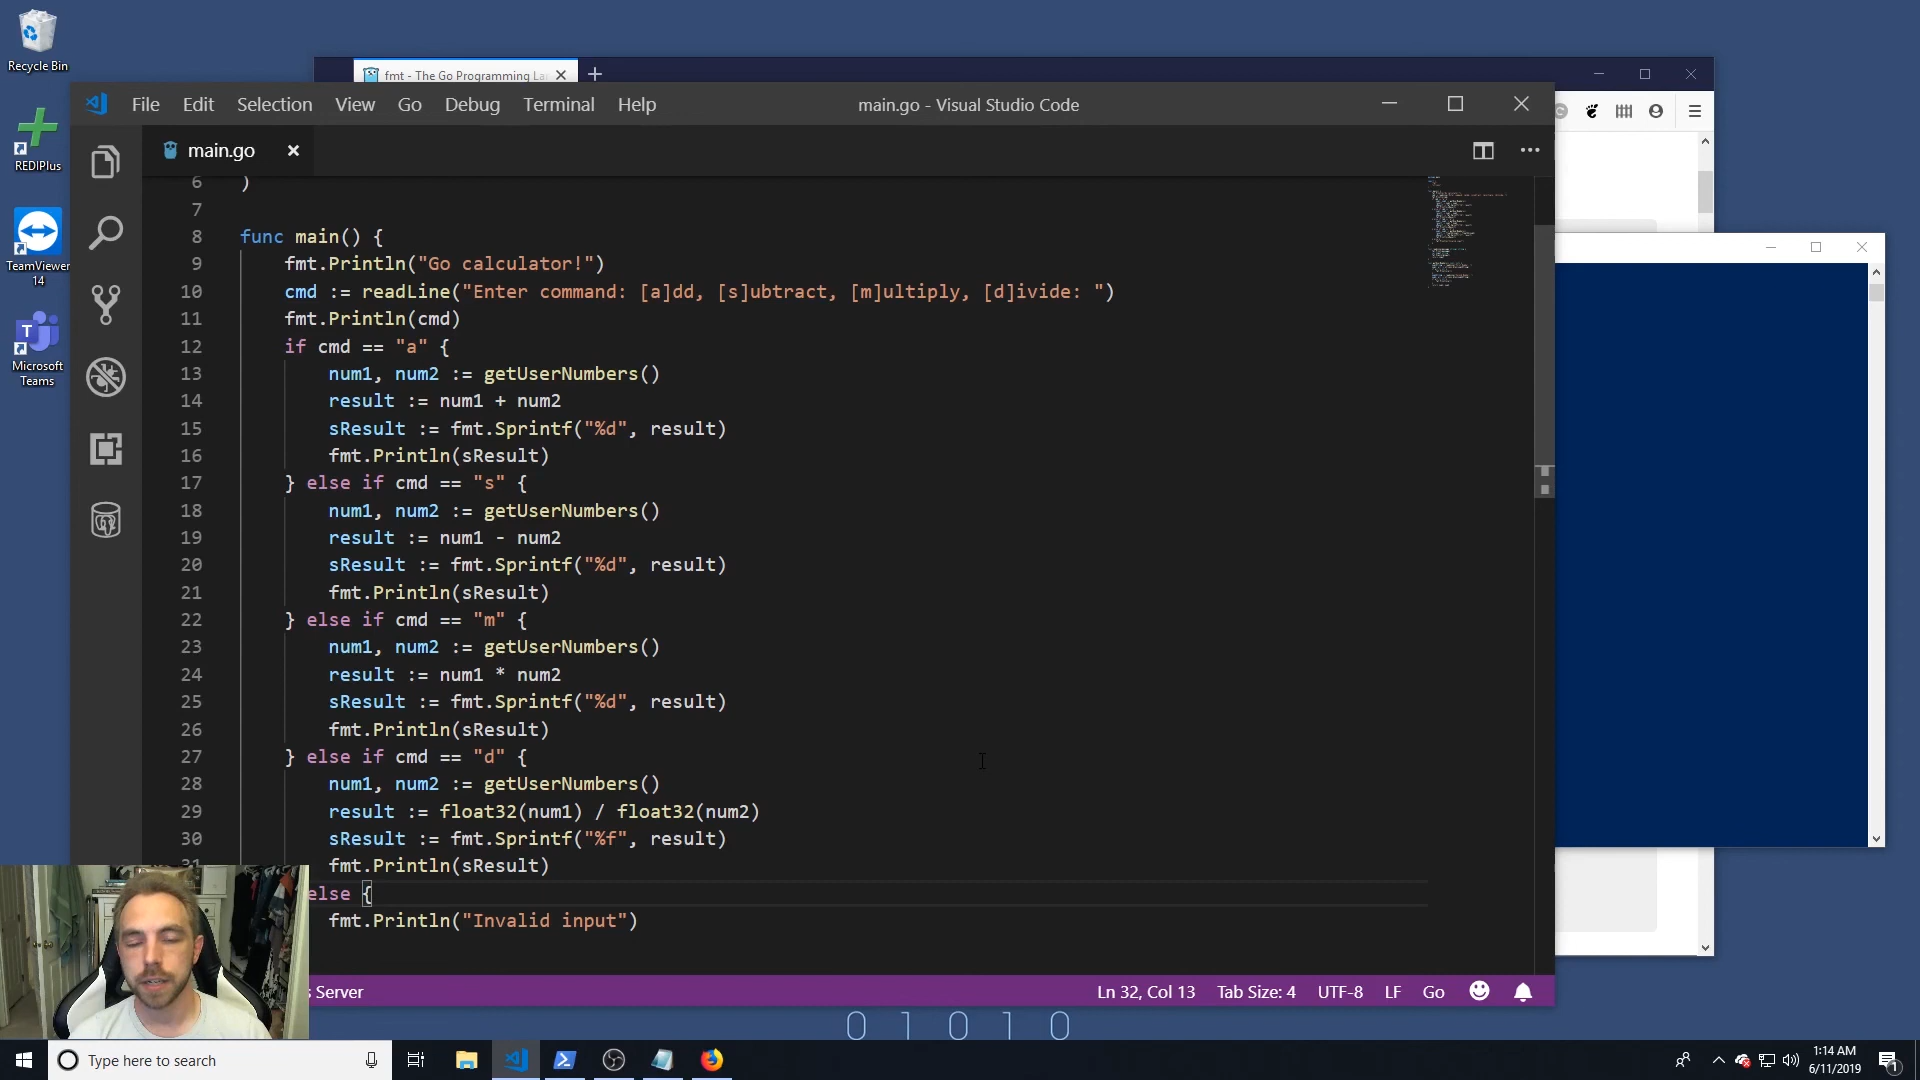 Recycle Bin
REDIPlus
TeamViewer
14
T
Microsoft
Teams
fmt - The Go Programming La
File Edit Selection View Go Debug Terminal Help
main.go - Visual Studio Code
main.go
6 )
7
8 func main() {
9 fmt.Println("Go calculator!")
10 cmd := readLine("Enter command: [a]dd, [s]ubtract, [m]ultiply, [d]ivide: ")
11 fmt.Println(cmd)
12 if cmd == "a" {
13 num1, num2 := getUserNumbers()
14 result := num1 + num2
15 sResult := fmt.Sprintf("%d", result)
16 fmt.Println(sResult)
17 } else if cmd == "s" {
18 num1, num2 := getUserNumbers()
19 result := num1 - num2
20 sResult := fmt.Sprintf("%d", result)
21 fmt.Println(sResult)
22 } else if cmd == "m" {
23 num1, num2 := getUserNumbers()
24 result := num1 * num2
25 sResult := fmt.Sprintf("%d", result)
26 fmt.Println(sResult)
27 } else if cmd == "d" {
28 num1, num2 := getUserNumbers()
29 result := float32(num1) / float32(num2)
30 sResult := fmt.Sprintf("%f", result)
31 fmt.Println(sResult)
else {
fmt.Println("Invalid input")
Server
Ln 32, Col 13 Tab Size: 4 UTF-8 LF Go
0 1 0 1 0
Type here to search
1:14 AM
6/11/2019
1